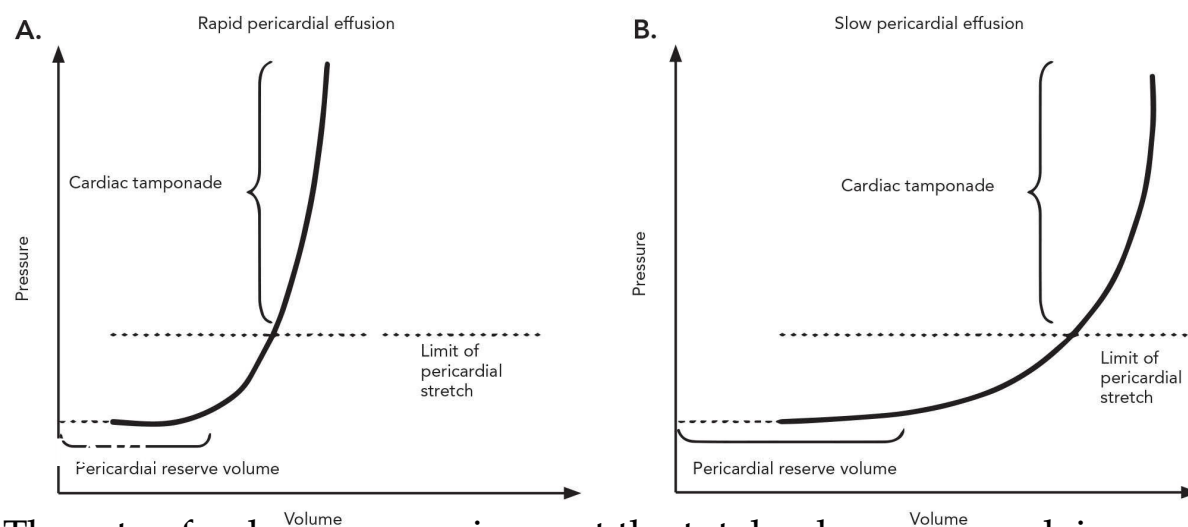 A.
Rapid pericardial effusion
Cardiac tamponade
Pressure
Limit of
pericardial
stretch
Pericardial reserve volume
Volume
B.
Slow pericardial effusion
Cardiac tamponade
Pressure
Limit of
pericardial
stretch
Pericardial reserve volume
Volume